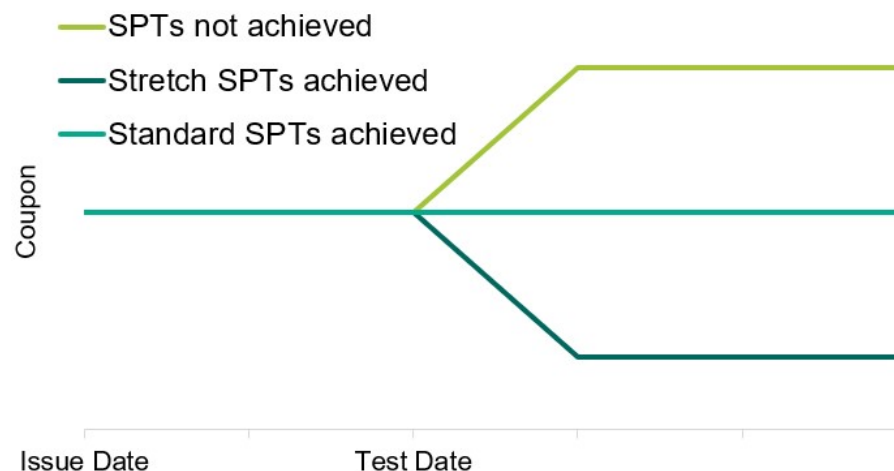 SPTs not achieved
Stretch SPTs achieved
Standard SPTs achieved
Coupon
Issue Date
Test Date